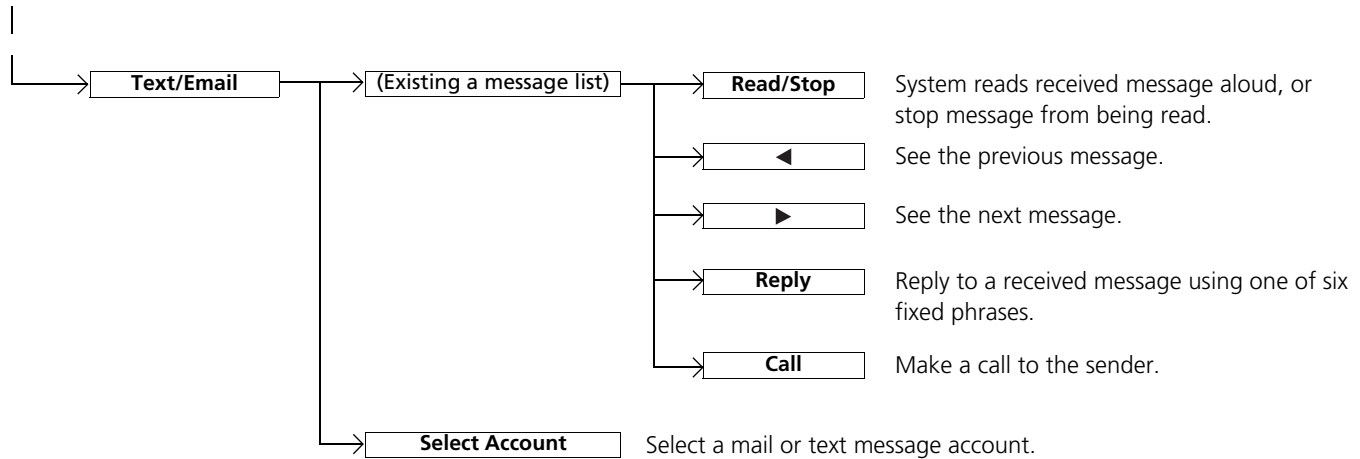 Text/Email
(Existing a message list)
Read/Stop
System reads received message aloud, or
stop message from being read.
◀
See the previous message.
▶
See the next message.
Reply
Reply to a received message using one of six
fixed phrases.
Call
Make a call to the sender.
Select Account
Select a mail or text message account.